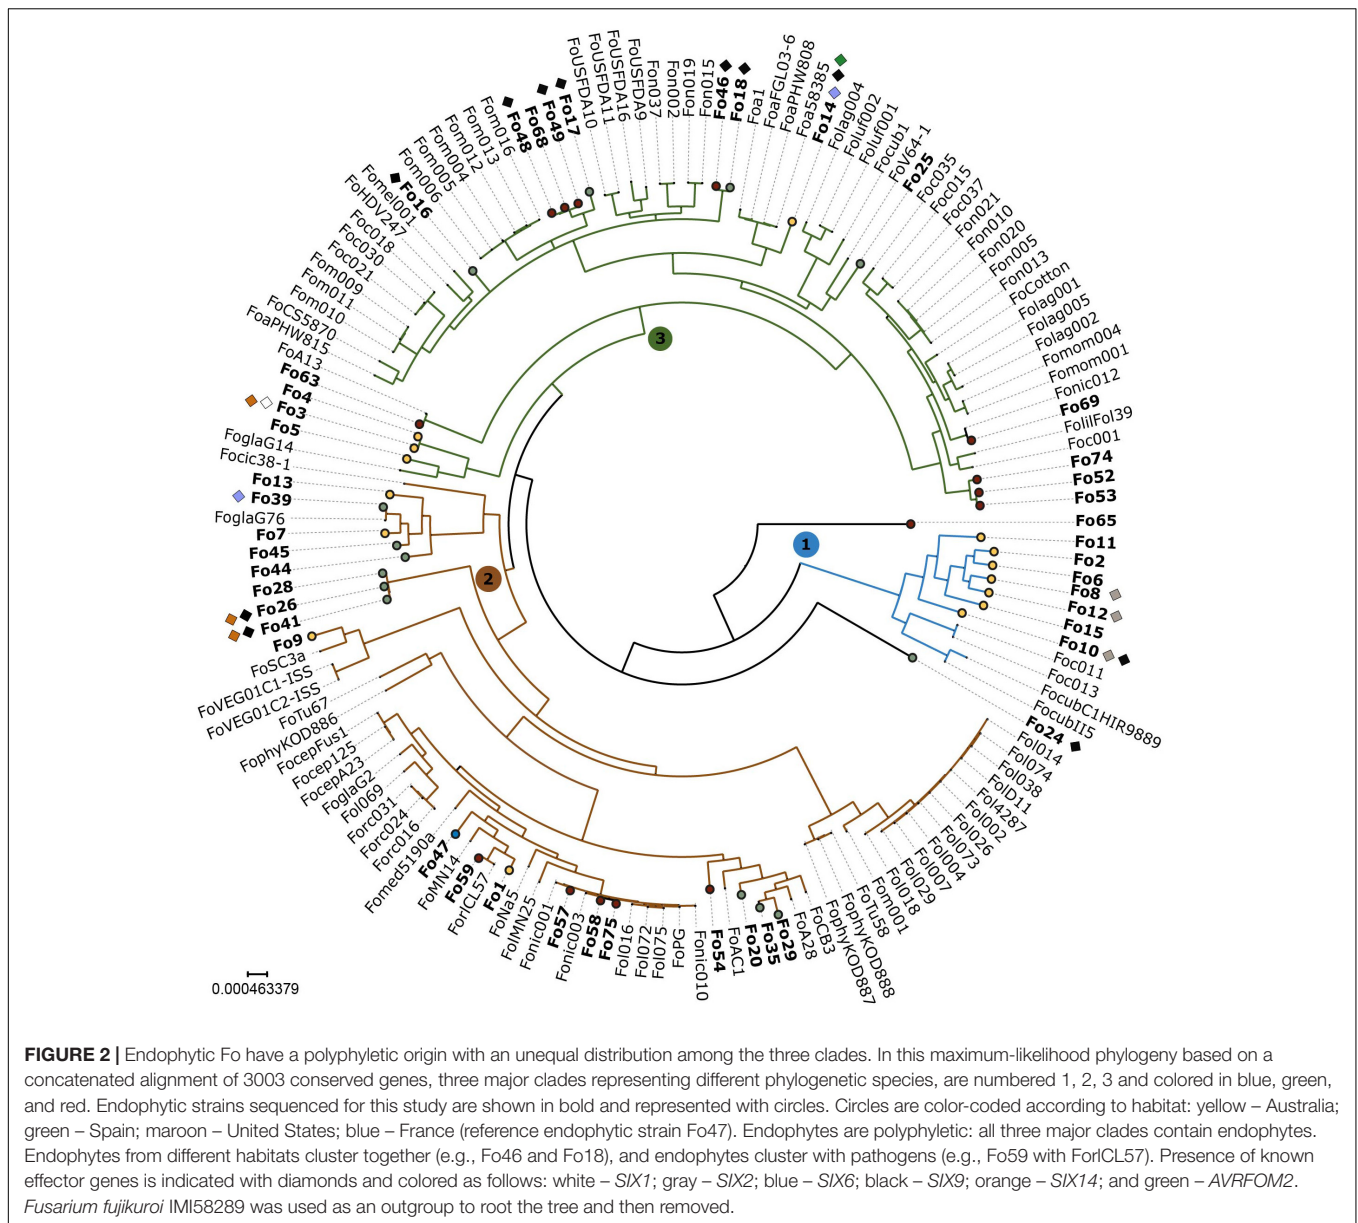 FoUSFDA10
FoUSFDA11
FoUSFDA16
FoUSFDA9
Fon037
Fon002
Fon019
Fon015
Fo46
Fo18
Foa1
FoaFGL03-6
FoaPHW808
Foa58385
Fo14
Folag004
Foluf002
Foluf001
Focub1
FoV64-1
Fo25
Foc035
Foc015
Foc037
Fon021
Fon010
Fon020
Fon005
Fon013
FoCotton
Folag001
Folag005
Folag002
Fomom004
Fomom001
Fonic012
Fo69
FolilFol39
Foc001
Fo74
Fo52
Fo53
Fo65
Fo11
Fo2
Fo6
Fo8
Fo12
Fo15
Fo10
Foc011
Foc013
FocubC1HIR9889
FocubII5
Fo24
Fol014
Fol074
Fol038
FolD11
Fol4287
Fol002
Fol026
Fol073
Fol004
Fol007
Fol029
Fol018
Fom001
FoTu58
FophyKOD888
FophyKOD887
FoCB3
FoA28
Fo29
Fo35
Fo20
FoAC1
Fo54
Fonic010
FoPG
Fol075
Fol072
Fol016
Fo75
Fo58
Fonic003
Fo57
Fonic001
FolMN25
FoNa5
Fo1
ForlCL57
Fo59
FoMN14
Fo47
Fomed5190a
Forc016
Forc024
Forc031
Fol069
FoglaG2
FocepA23
Focep125
FocepFus1
FophyKOD886
FoTu67
FoVEG01C2-ISS
FoVEG01C1-ISS
FoSC3a
Fo9
Fo41
Fo26
Fo28
Fo44
Fo45
Fo7
FoglaG76
Fo39
Fo13
Focic38-1
FoglaG14
Fo5
Fo3
Fo4
Fo63
FoA13
FoaPHW815
FoCS5870
Fom010
Fom011
Fom009
Foc021
Foc030
Foc018
FoHDV247
Fomel001
Fo16
Fom006
Fom005
Fom004
Fom012
Fom013
Fom016
Fo48
Fo68
Fo49
Fo17
3
1
2
0.000463379
FIGURE 2 | Endophytic Fo have a polyphyletic origin with an unequal distribution among the three clades. In this maximum-likelihood phylogeny based on a
concatenated alignment of 3003 conserved genes, three major clades representing different phylogenetic species, are numbered 1, 2, 3 and colored in blue, green,
and red. Endophytic strains sequenced for this study are shown in bold and represented with circles. Circles are color-coded according to habitat: yellow – Australia;
green – Spain; maroon – United States; blue – France (reference endophytic strain Fo47). Endophytes are polyphyletic: all three major clades contain endophytes.
Endophytes from different habitats cluster together (e.g., Fo46 and Fo18), and endophytes cluster with pathogens (e.g., Fo59 with ForlCL57). Presence of known
effector genes is indicated with diamonds and colored as follows: white – SIX1; gray – SIX2; blue – SIX6; black – SIX9; orange – SIX14; and green – AVRFOM2.
Fusarium fujikuroi IMI58289 was used as an outgroup to root the tree and then removed.